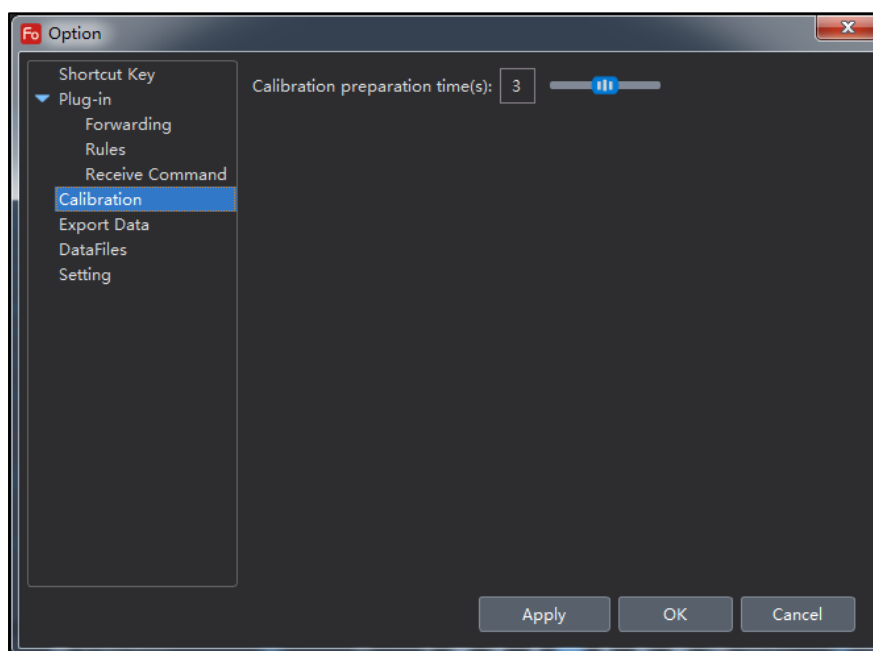 Fo Option
Shortcut Key
Plug-in
Forwarding
Rules
Receive Command
Calibration
Export Data
DataFiles
Setting
Calibration preparation time(s): 3
Apply OK Cancel